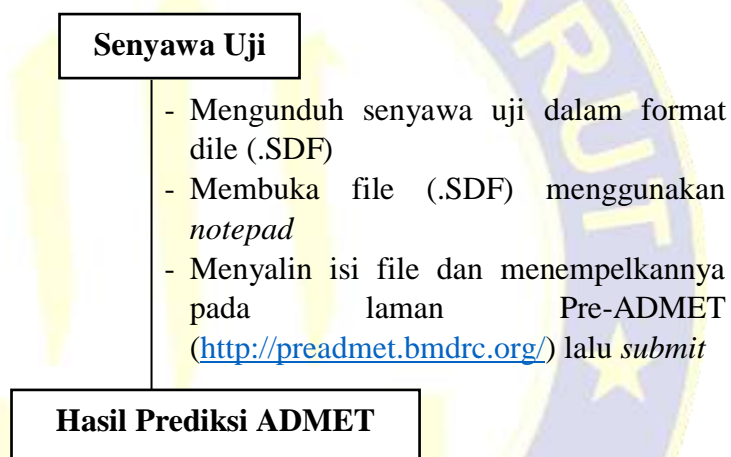 Senyawa Uji
- Mengunduh senyawa uji dalam format
dile (.SDF)
- Membuka file (.SDF) menggunakan
notepad
- Menyalin isi file dan menempelkannya
pada laman Pre-ADMET
(http://preadmet.bmdrc.org/) lalu submit
Hasil Prediksi ADMET
ARUT